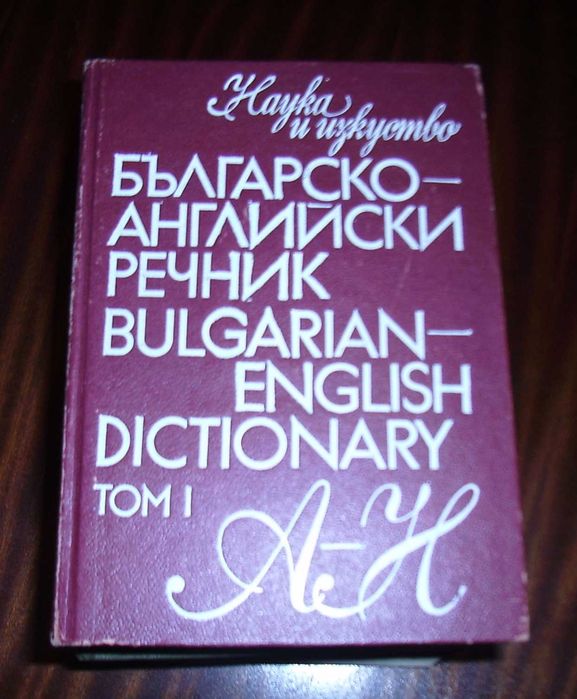 Наука
и изкуство
БЪЛГАРСКО–
АНГЛИЙСКИ
РЕЧНИК
BULGARIAN–
ENGLISH
DICTIONARY
ТОМ I
А–Н